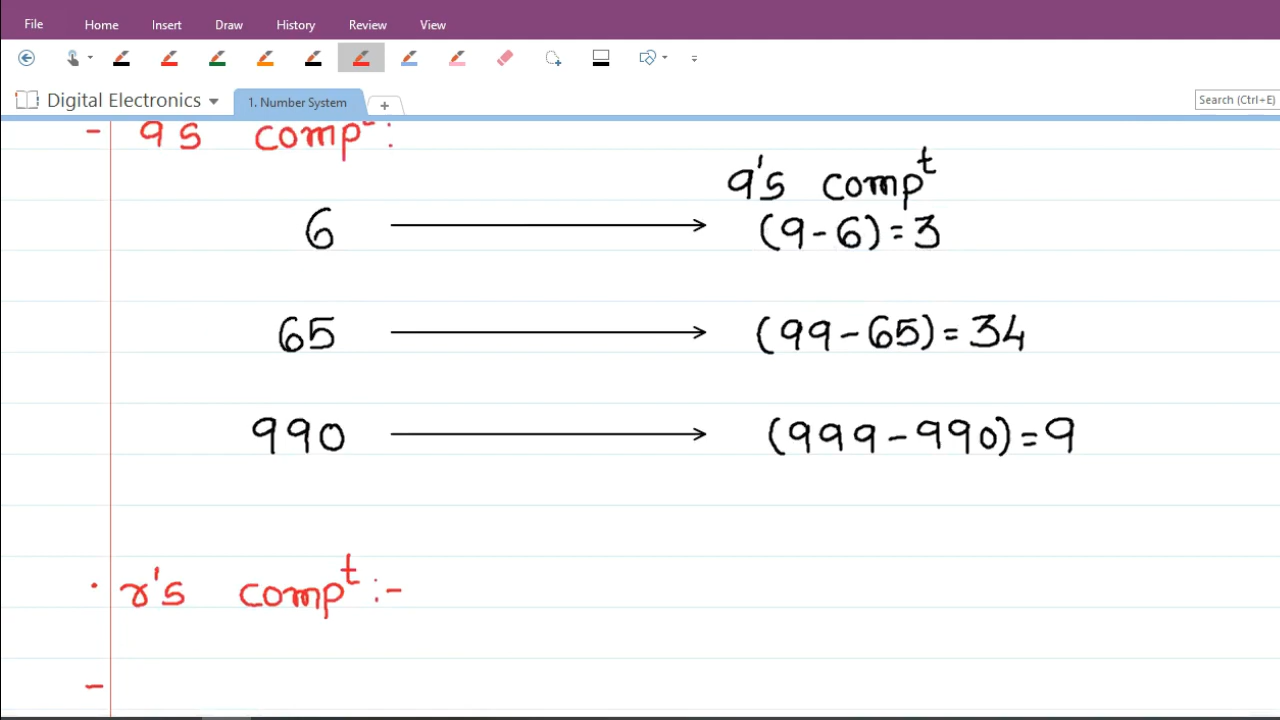 File Home Insert Draw History Review View
Digital Electronics 1. Number System + Search (Ctrl+E)
- 9s compt:
9's compt
6 (9-6)=3
65 (99-65)=34
990 (999-990)=9
· r's compt:-
-